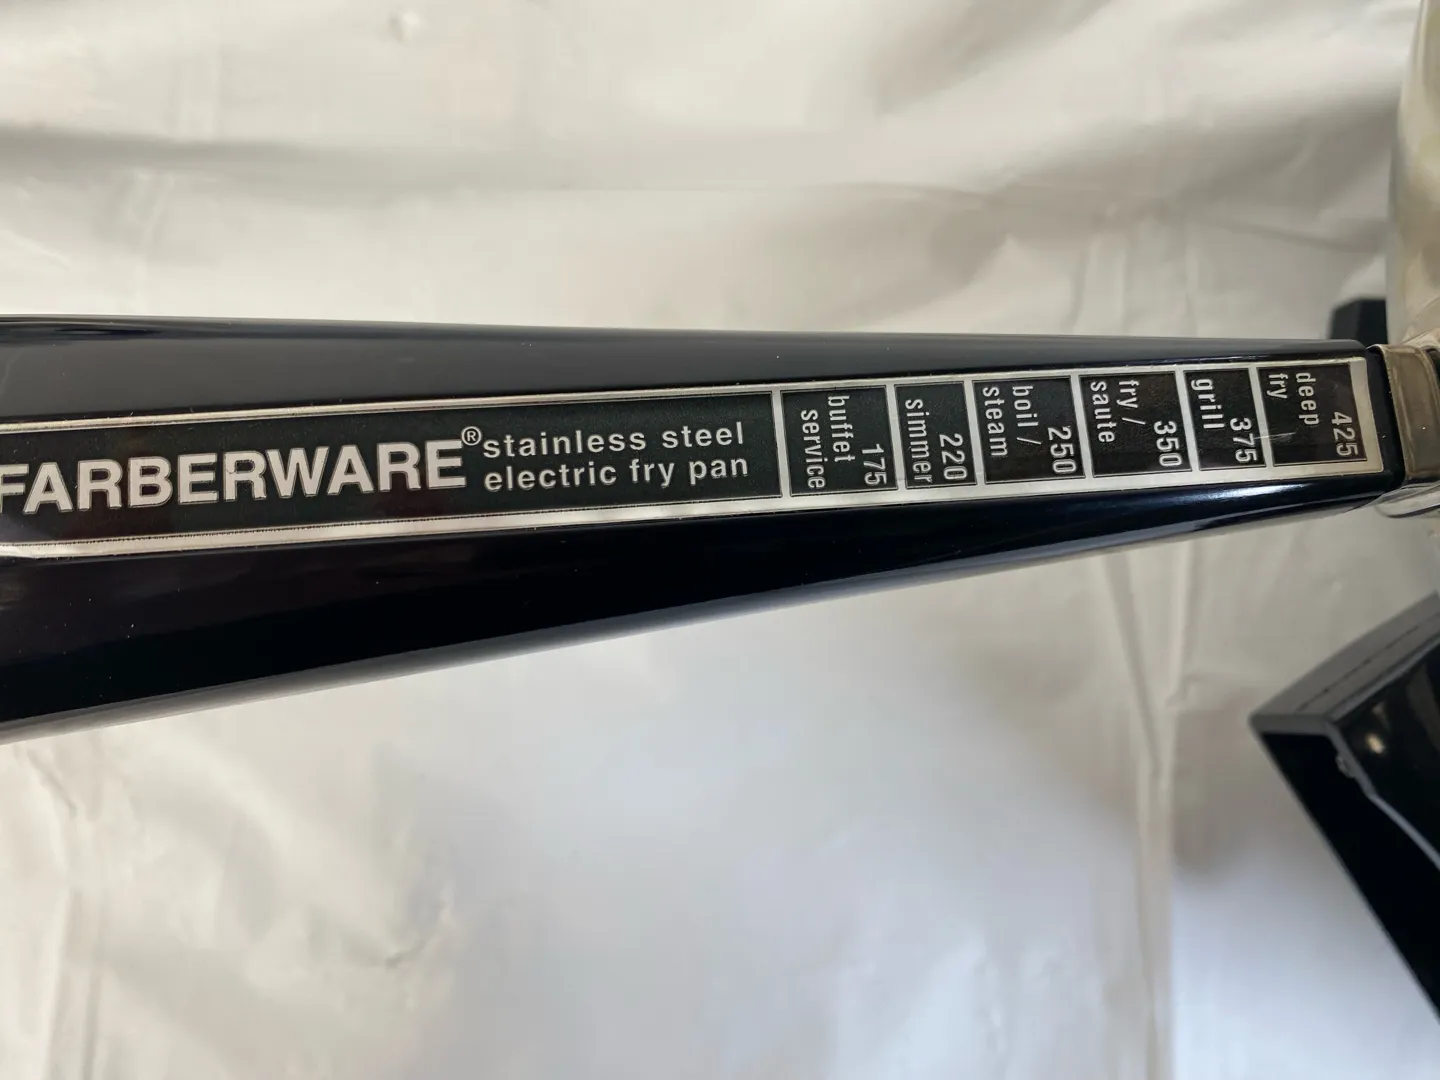 FARBERWARE®
stainless steel
electric fry pan
buffet
service
175
simmer
220
boil /
steam
250
fry /
saute
350
grill
375
deep
fry
425